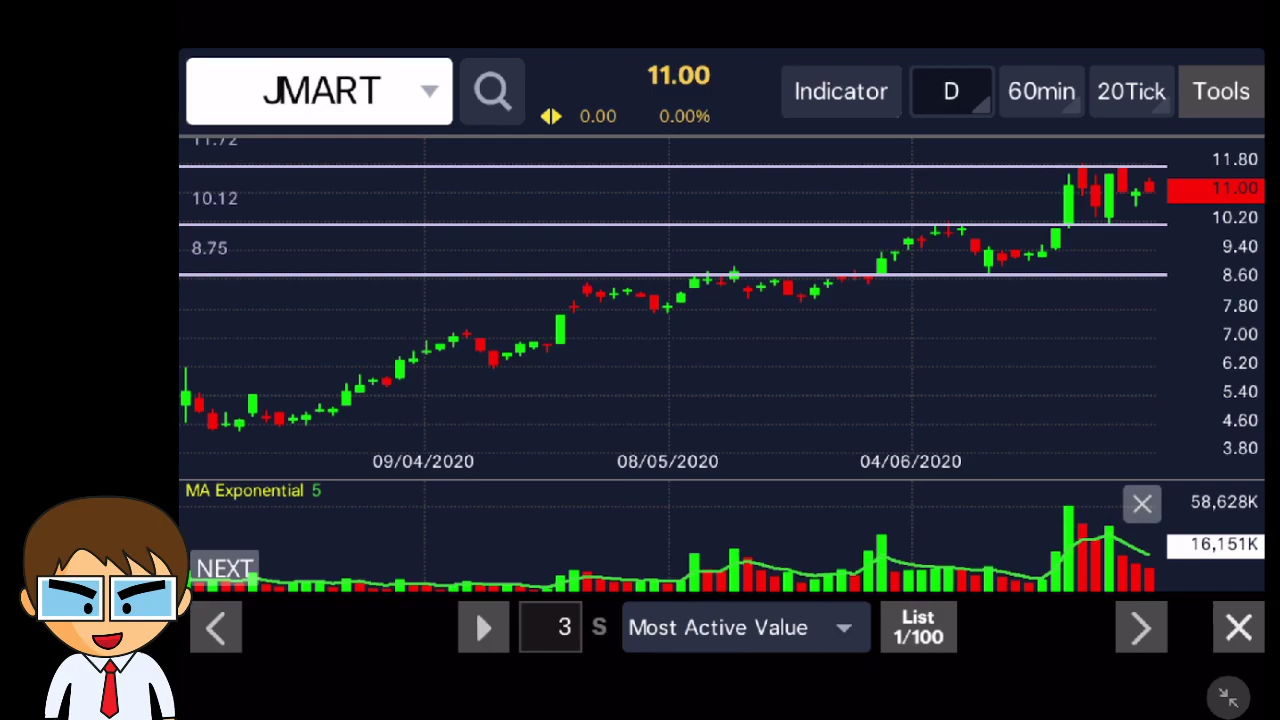 JMART
11.00
0.00 0.00%
Indicator D 60min 20Tick Tools
11.72
10.12
8.75
11.80
11.00
10.20
9.40
8.60
7.80
7.00
6.20
5.40
4.60
3.80
09/04/2020 08/05/2020 04/06/2020
MA Exponential 5
58,628K
16,151K
NEXT
3 S Most Active Value List
1/100